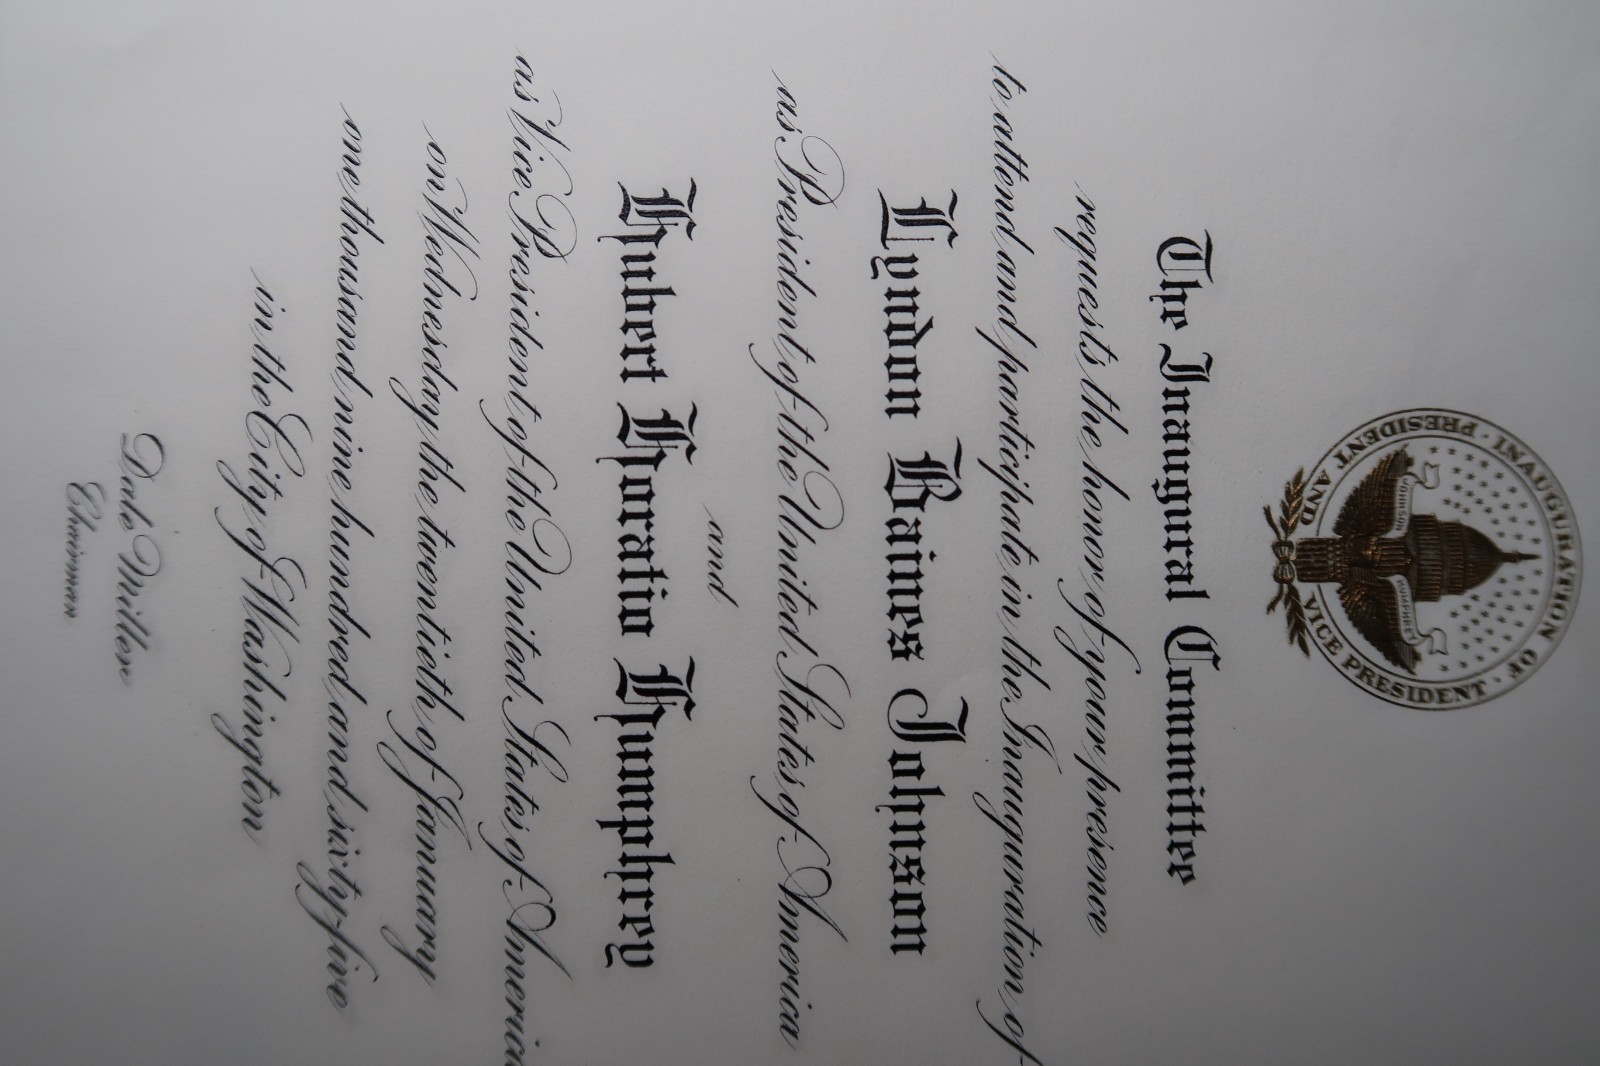 INAUGURATION OF PRESIDENT AND VICE PRESIDENT
JOHNSON
HUMPHREY
The Inaugural Committee
requests the honor of your presence
to attend and participate in the Inauguration of
Lyndon Baines Johnson
as President of the United States of America
and
Hubert Horatio Humphrey
as Vice President of the United States of America
on Wednesday the twentieth of January
one thousand nine hundred and sixty-five
in the City of Washington
Dale Miller
Chairman